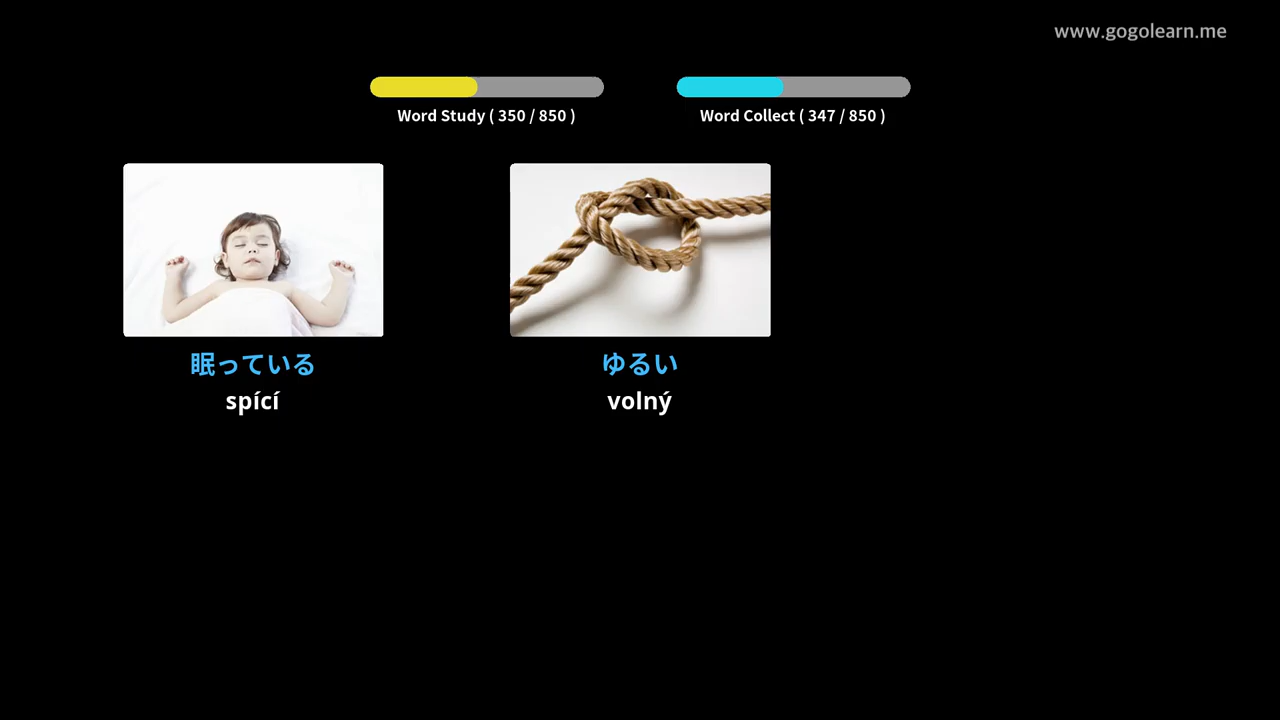 www.gogolearn.me
Word Study ( 350 / 850 )
Word Collect ( 347 / 850 )
眠っている
spící
ゆるい
volný